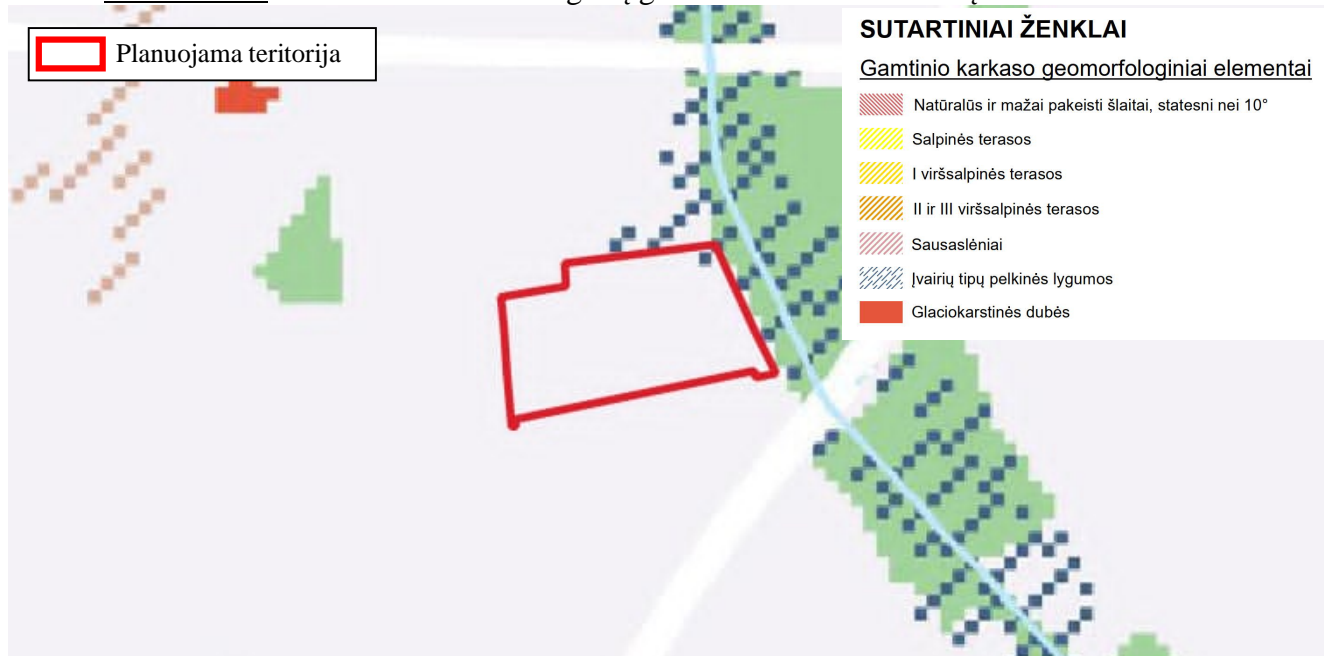 Planuojama teritorija
SUTARTINIAI ŽENKLAI
Gamtinio karkaso geomorfologiniai elementai
Natūralūs ir mažai pakeisti šlaitai, statesni nei 10°
Salpinės terasos
I viršsalpinės terasos
II ir III viršsalpinės terasos
Sausaslėniai
Įvairių tipų pelkinės lygumos
Glaciokarstinės dubės